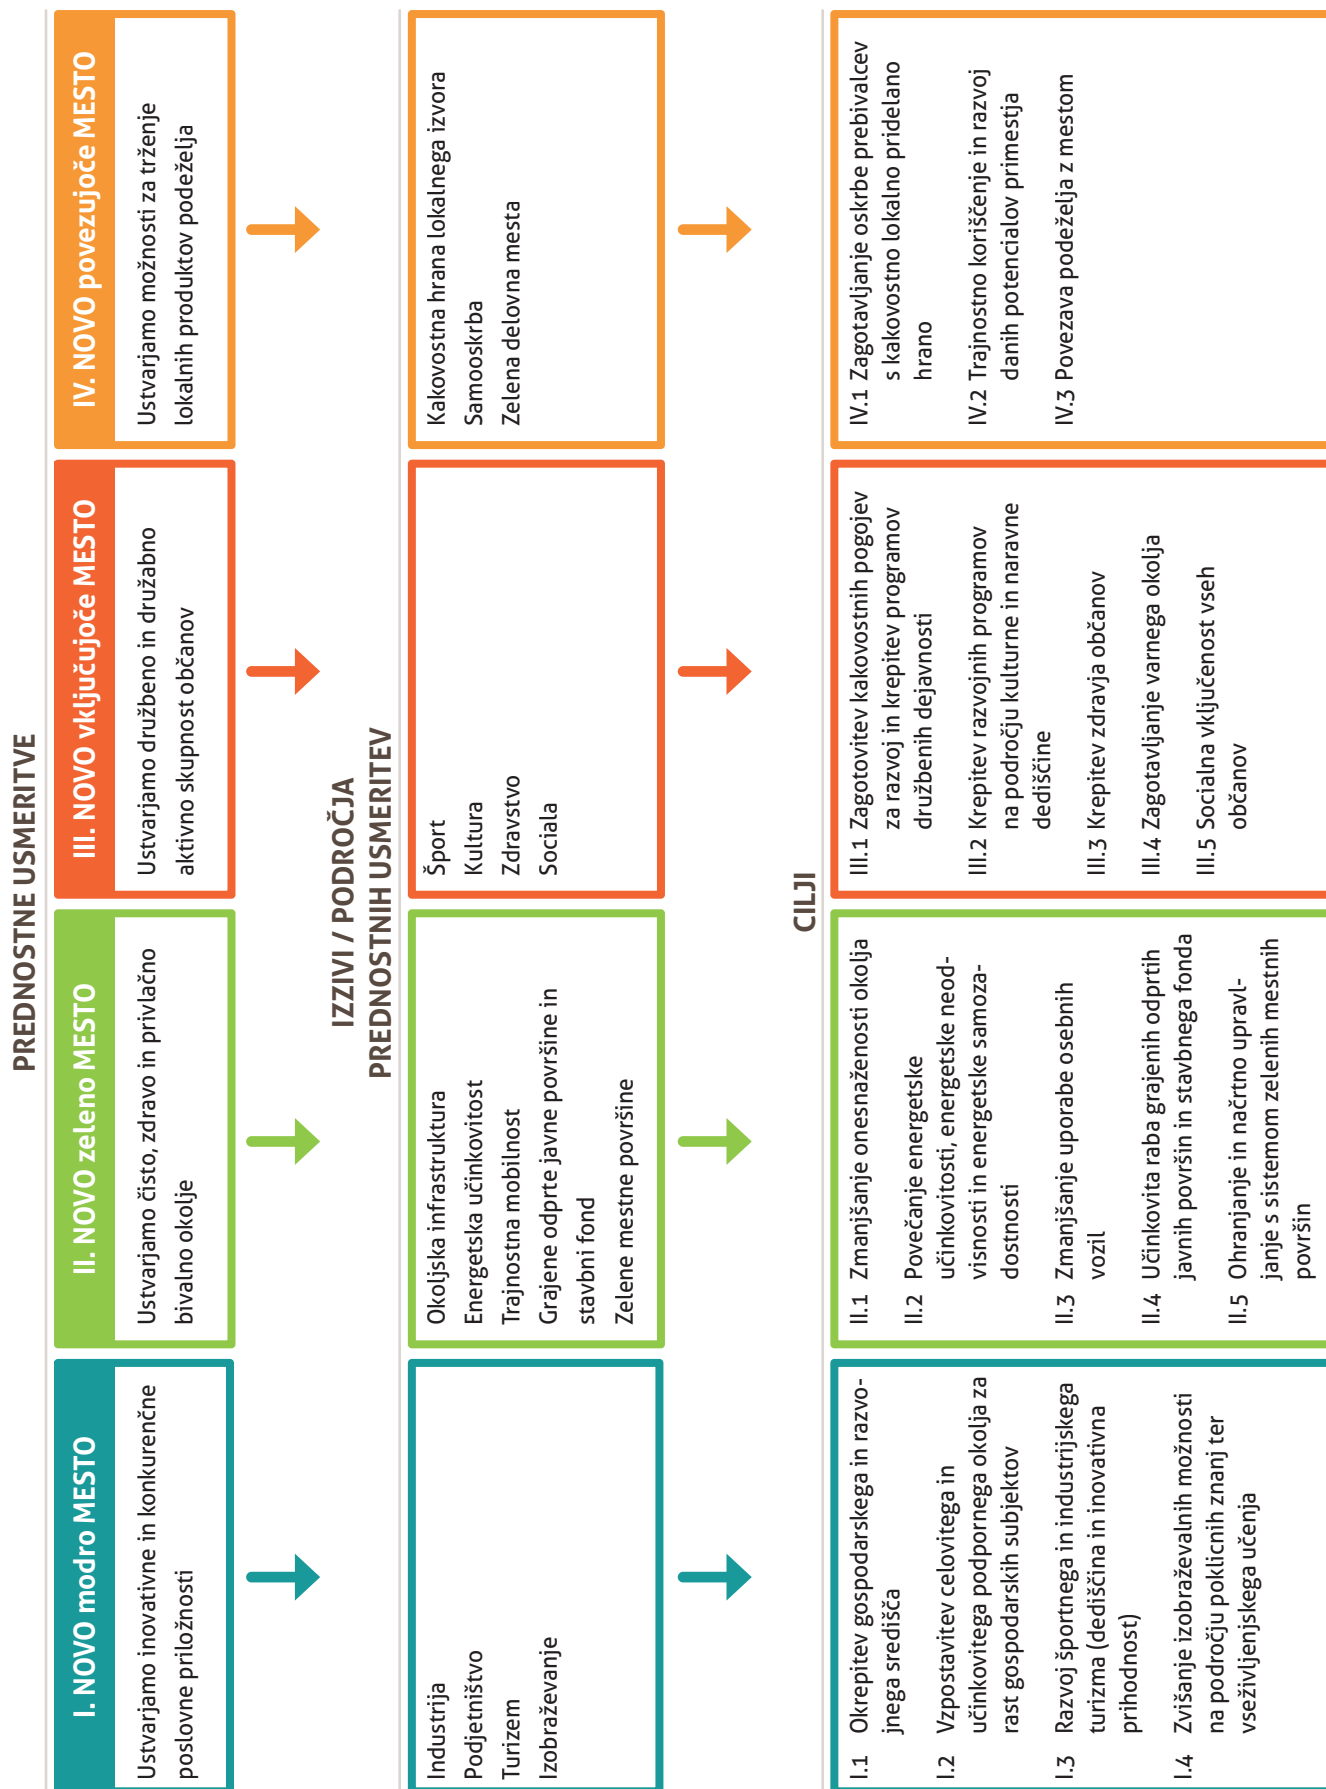 PREDNOSTNE USMERITVE
I. NOVO modro MESTO
Ustvarjamo inovativne in konkurenčne
poslovne priložnosti
II. NOVO zeleno MESTO
Ustvarjamo čisto, zdravo in privlačno
bivalno okolje
III. NOVO vključujoče MESTO
Ustvarjamo družbeno in družabno
aktivno skupnost občanov
IV. NOVO povezujoče MESTO
Ustvarjamo možnosti za trženje
lokalnih produktov podeželja
IZZIVI / PODROČJA
PREDNOSTNIH USMERITEV
Industrija
Podjetništvo
Turizem
Izobraževanje
Okoljska infrastruktura
Energetska učinkovitost
Trajnostna mobilnost
Grajene odprte javne površine in
stavbni fond
Zelene mestne površine
Šport
Kultura
Zdravstvo
Sociala
Kakovostna hrana lokalnega izvora
Samooskrba
Zelena delovna mesta
CILJI
I.1 Okrepitev gospodarskega in razvo-
jnega središča
I.2 Vzpostavitev celovitega in
učinkovitega podpornega okolja za
rast gospodarskih subjektov
I.3 Razvoj športnega in industrijskega
turizma (dediščina in inovativna
prihodnost)
I.4 Zvišanje izobraževalnih možnosti
na področju poklicnih znanj ter
vseživljenjskega učenja
II.1 Zmanjšanje onesnaženosti okolja
II.2 Povečanje energetske
učinkovitosti, energetske neod-
visnosti in energetske samoza-
dostnosti
II.3 Zmanjšanje uporabe osebnih
vozil
II.4 Učinkovita raba grajenih odprtih
javnih površin in stavbnega fonda
II.5 Ohranjanje in načrtno upravl-
janje s sistemom zelenih mestnih
površin
III.1 Zagotovitev kakovostnih pogojev
za razvoj in krepitev programov
družbenih dejavnosti
III.2 Krepitev razvojnih programov
na področju kulturne in naravne
dediščine
III.3 Krepitev zdravja občanov
III.4 Zagotavljanje varnega okolja
III.5 Socialna vključenost vseh
občanov
IV.1 Zagotavljanje oskrbe prebivalcev
s kakovostno lokalno pridelano
hrano
IV.2 Trajnostno koriščenje in razvoj
danih potencialov primestja
IV.3 Povezava podeželja z mestom